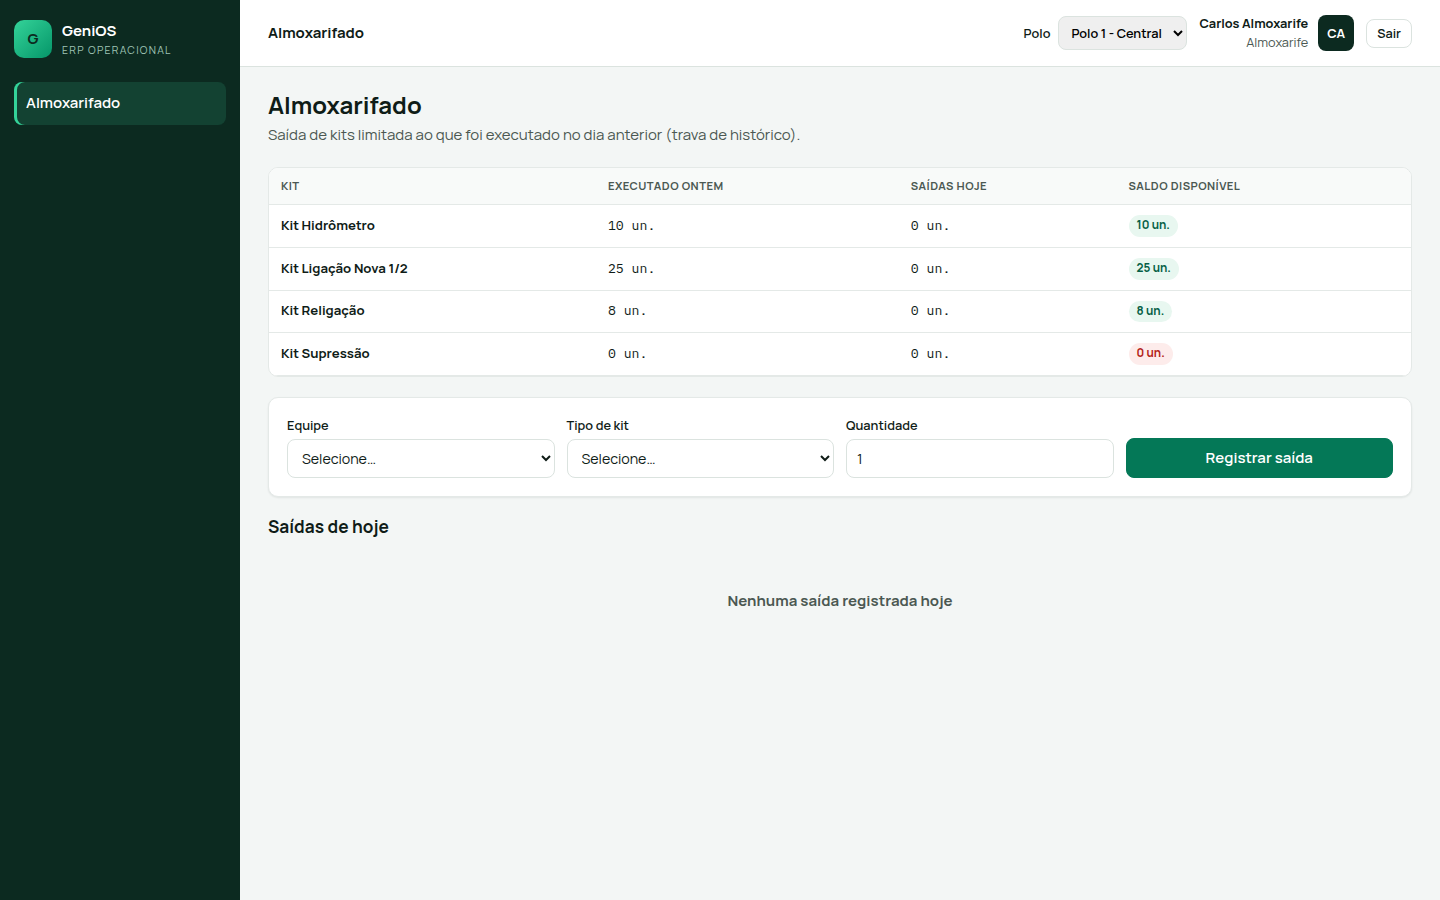 G
GeniOS
ERP OPERACIONAL
Almoxarifado
Almoxarifado
Polo
Polo 1 - Central
Carlos Almoxarife
Almoxarife
CA
Sair
Almoxarifado
Saída de kits limitada ao que foi executado no dia anterior (trava de histórico).
KIT EXECUTADO ONTEM SAÍDAS HOJE SALDO DISPONÍVEL
Kit Hidrômetro 10 un. 0 un. 10 un.
Kit Ligação Nova 1/2 25 un. 0 un. 25 un.
Kit Religação 8 un. 0 un. 8 un.
Kit Supressão 0 un. 0 un. 0 un.
Equipe Tipo de kit Quantidade
Selecione... Selecione... 1 Registrar saída
Saídas de hoje
Nenhuma saída registrada hoje